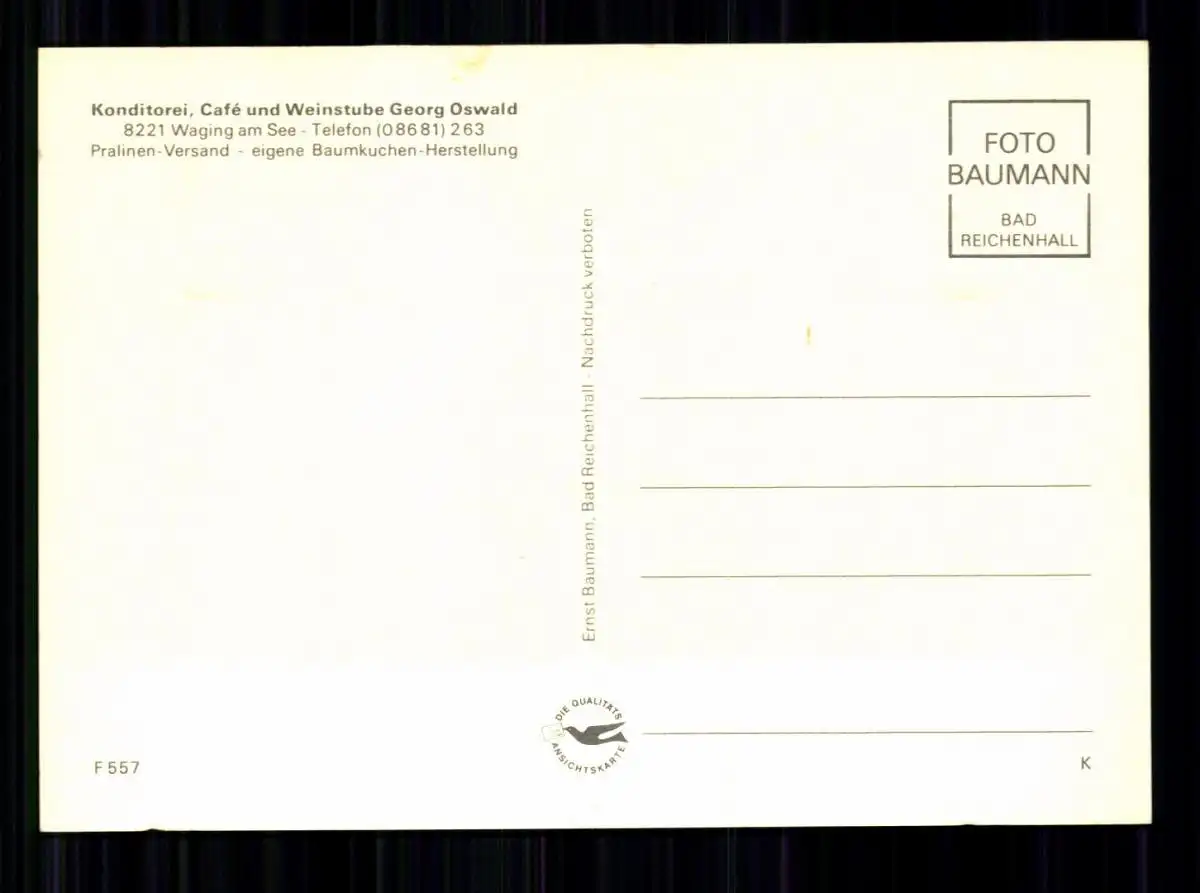 Konditorei, Café und Weinstube Georg Oswald
8221 Waging am See - Telefon (08681) 263
Pralinen-Versand - eigene Baumkuchen-Herstellung
FOTO
BAUMANN
BAD
REICHENHALL
Ernst Baumann, Bad Reichenhall - Nachdruck verboten
DIE QUALITÄTS
ANSICHTSKARTE
F 557
K